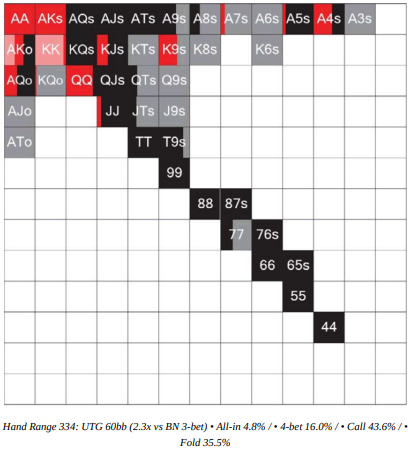 AA AKs AQs AJs ATs A9s A8s A7s A6s A5s A4s A3s
AKo KK KQs KJs KTs K9s K8s K6s
AQo KQo QQ QJs QTs Q9s
AJo JJ JTs J9s
ATo TT T9s
99
88 87s
77 76s
66 65s
55
44
Hand Range 334: UTG 60bb (2.3x vs BN 3-bet) • All-in 4.8% / • 4-bet 16.0% / • Call 43.6% / •
Fold 35.5%